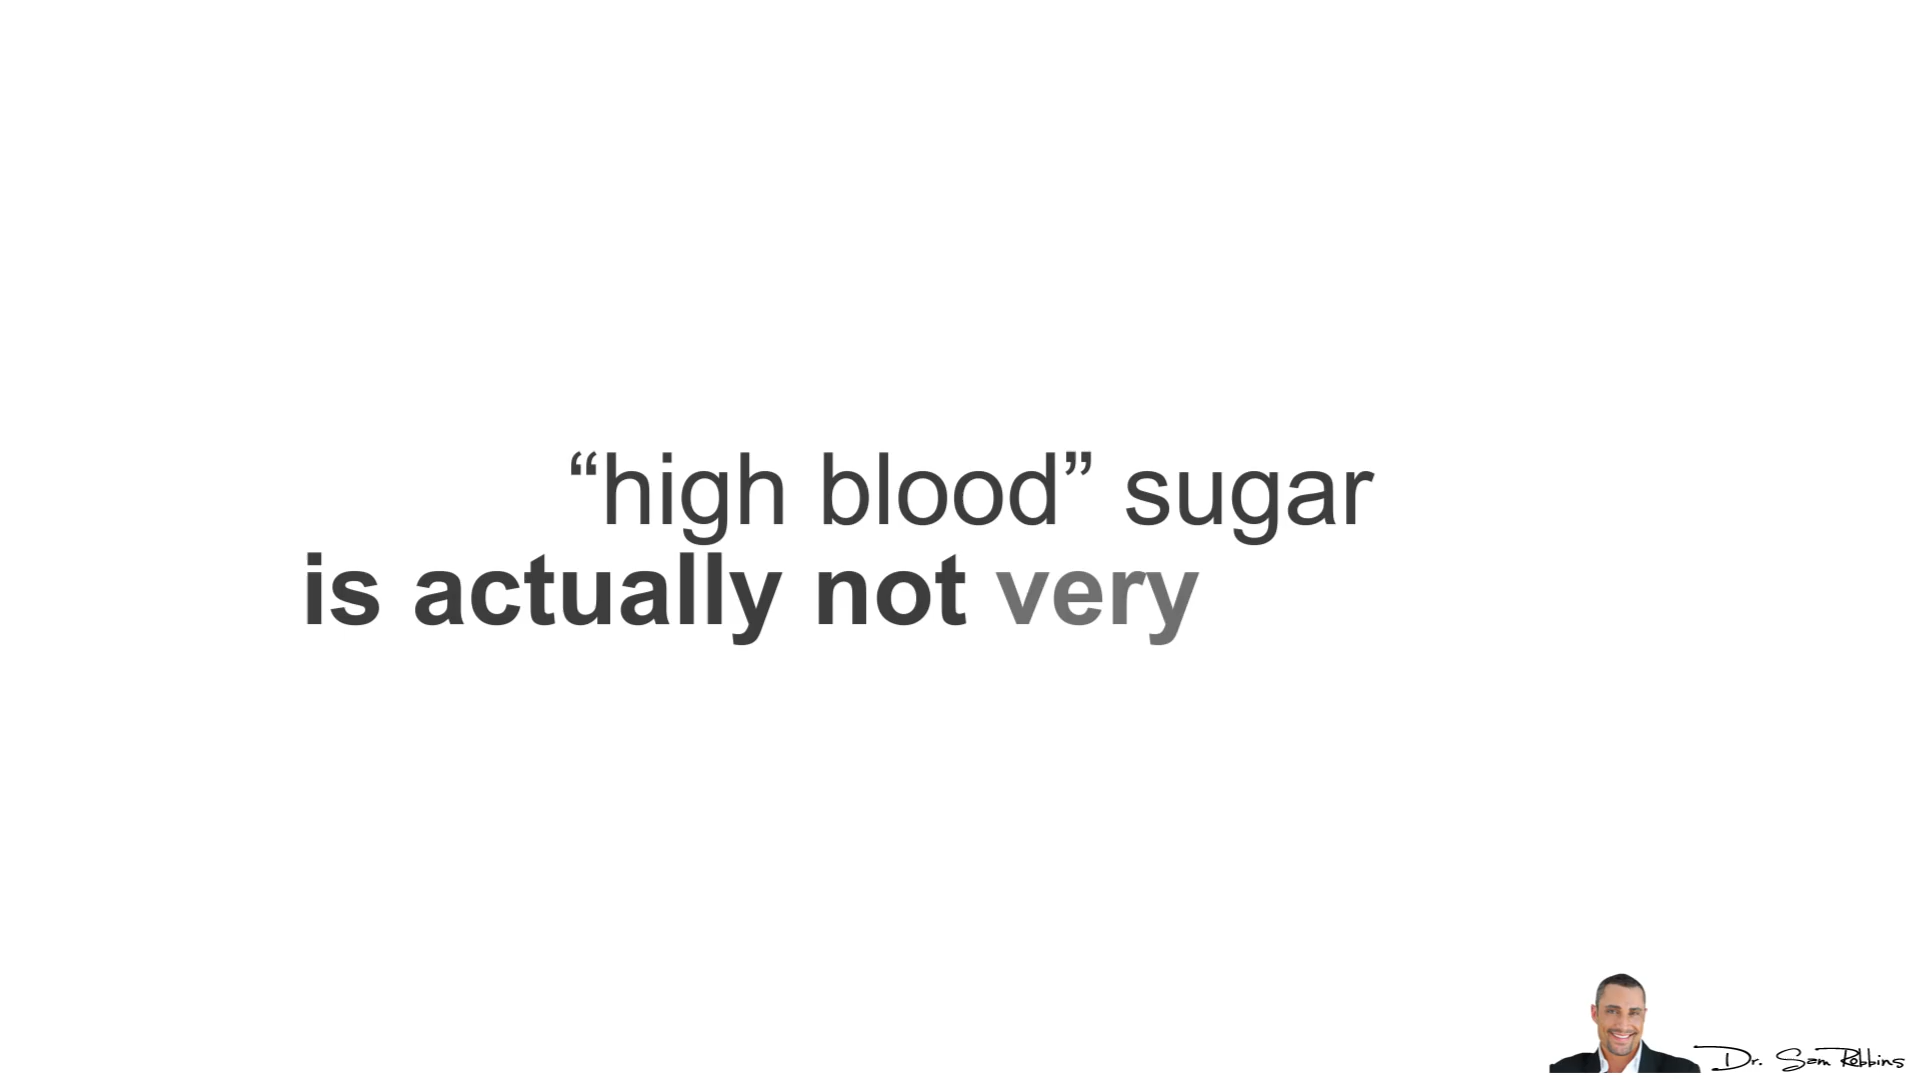 “high blood” sugar
is actually not very
Dr. Sam Robbins